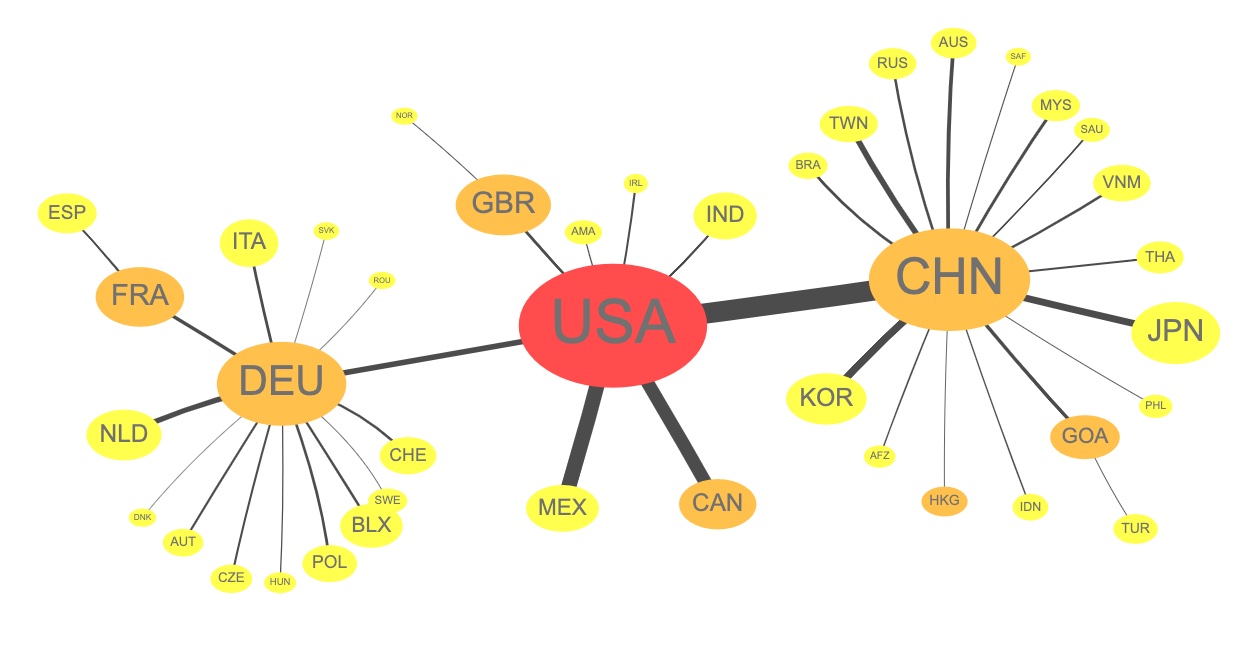 AUS
SAF
RUS
MYS
NOR
TWN
SAU
BRA
IRL
VNM
GBR
ESP
IND
SVK
AMA
ITA
THA
CHN
ROU
FRA
USA
JPN
DEU
KOR
PHL
NLD
GOA
CHE
AFZ
SWE
HKG
CAN
MEX
IDN
DNK
BLX
TUR
AUT
POL
CZE
HUN